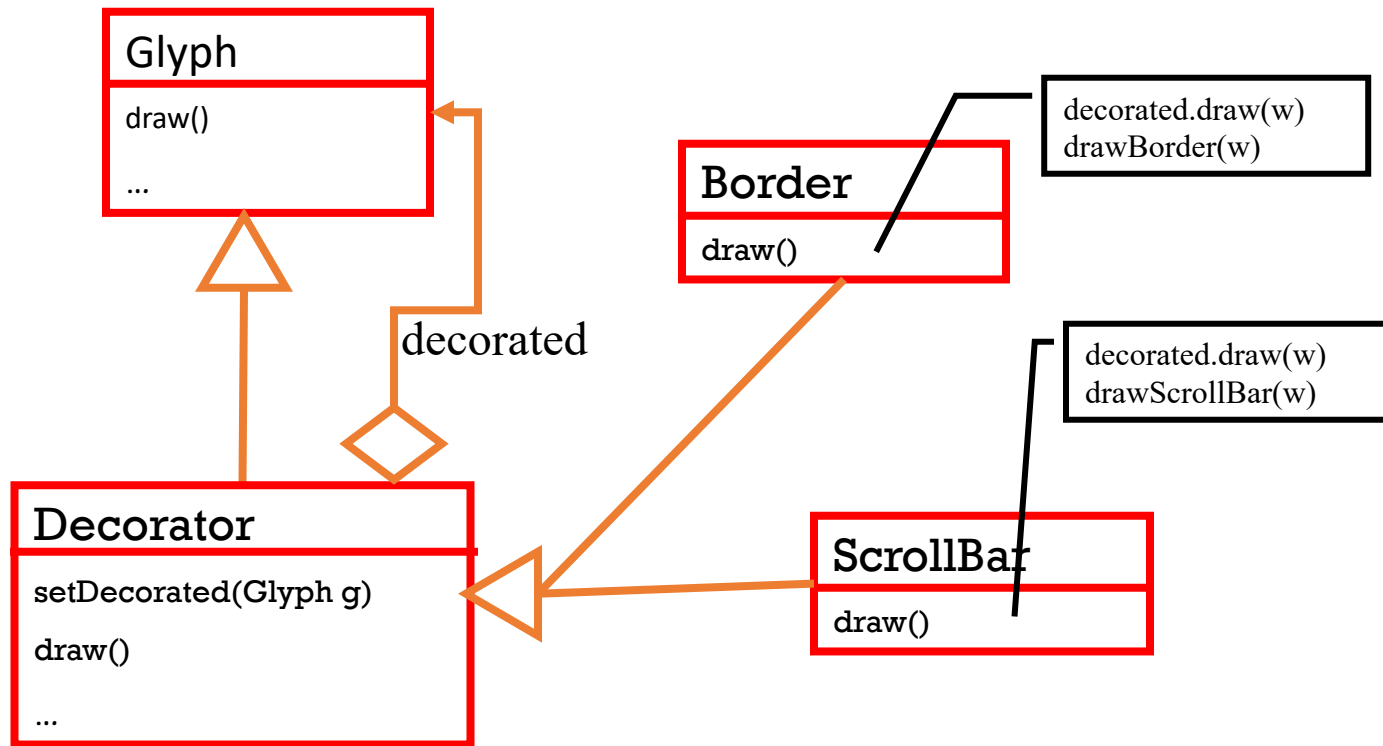 Glyph
draw()
...
decorated
Border
draw()
decorated.draw(w)
drawBorder(w)
decorated.draw(w)
drawScrollBar(w)
Decorator
setDecorated(Glyph g)
draw()
...
ScrollBar
draw()